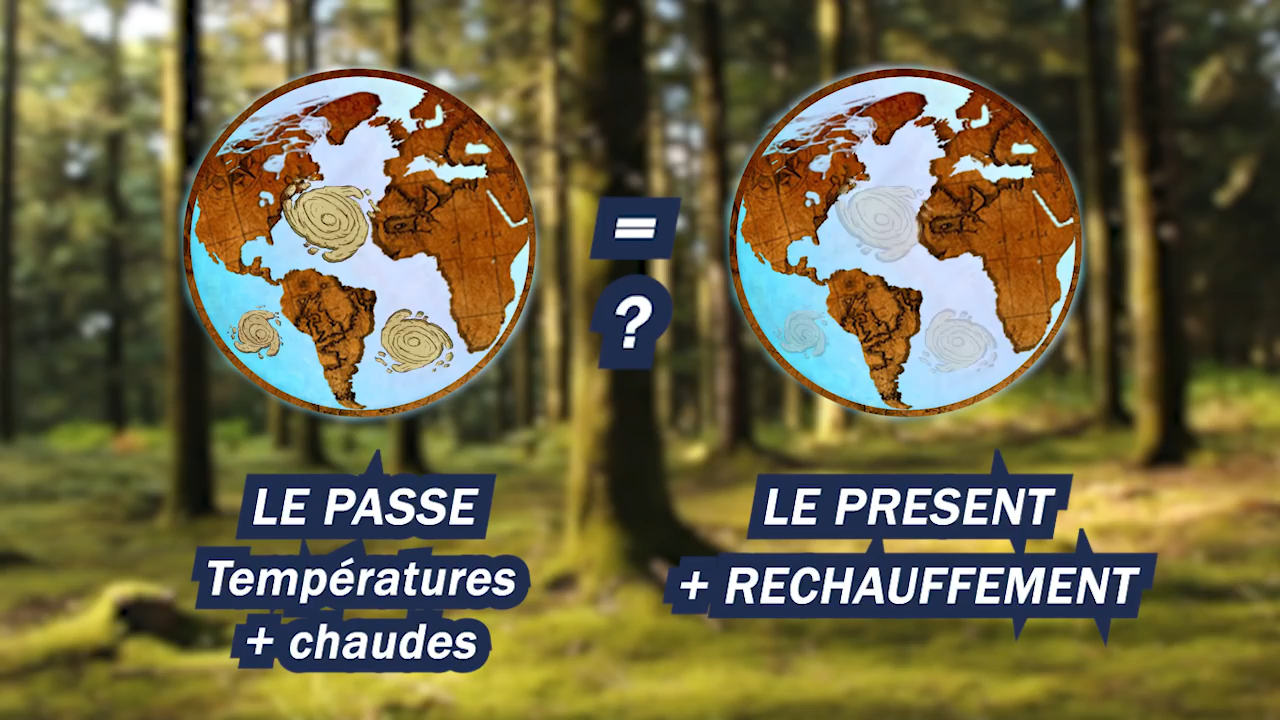 =
?
LE PASSE
Températures
+ chaudes
LE PRESENT
+ RECHAUFFEMENT